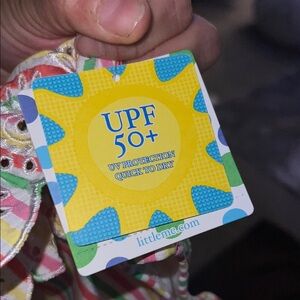 UPF
50+
UV PROTECTION
QUICK TO DRY
littleme.com